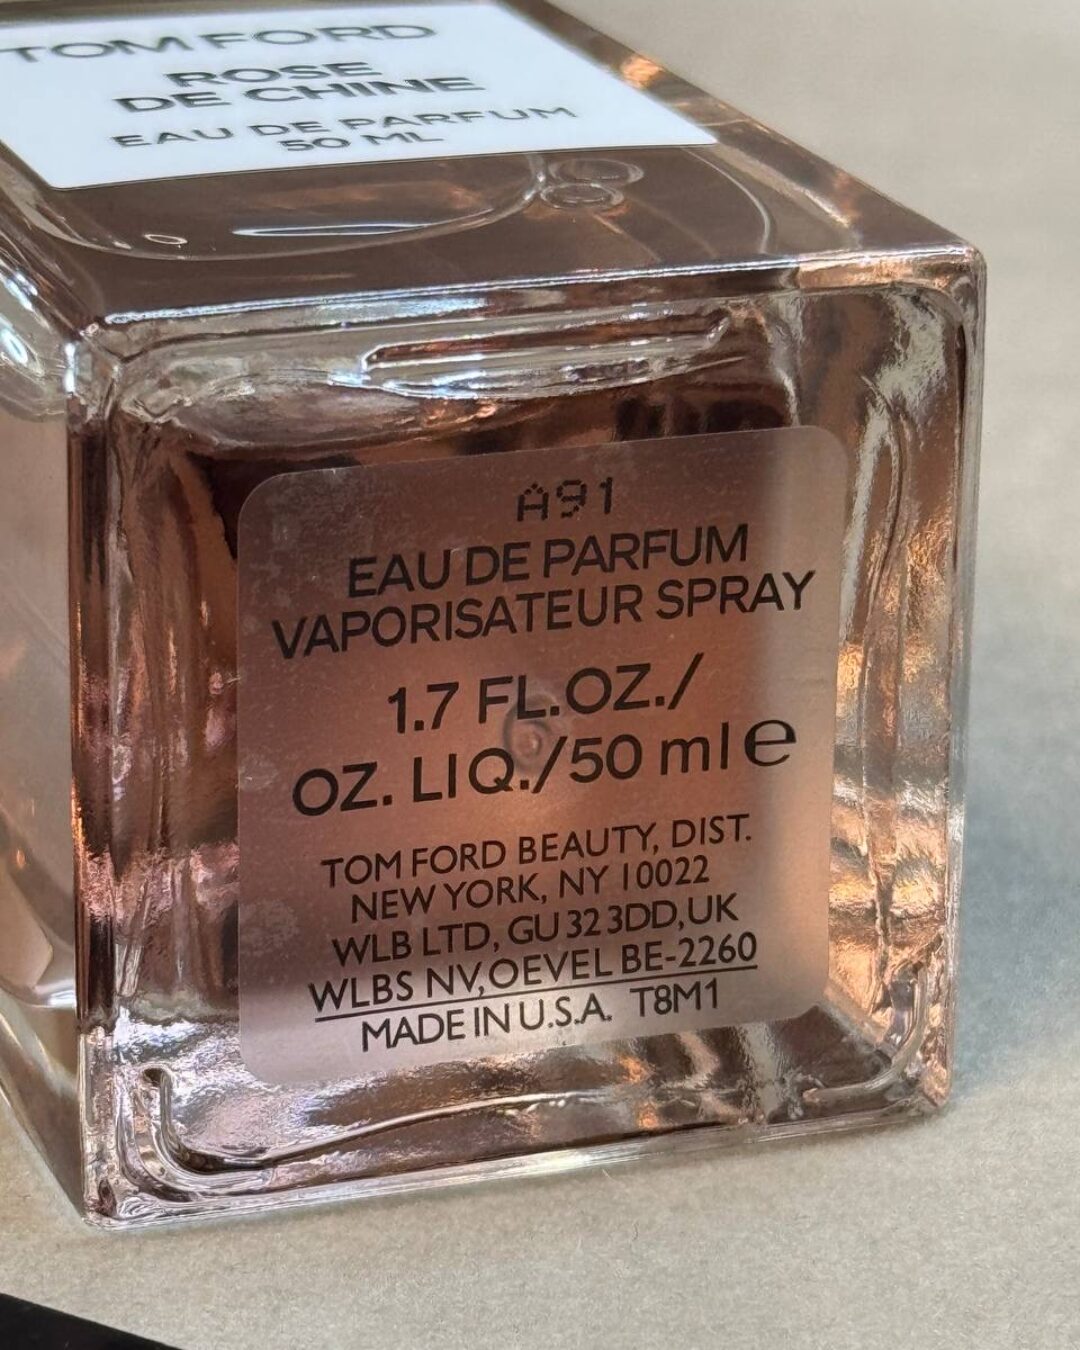 TOM FORD
ROSE
DE CHINE
EAU DE PARFUM
50 ML
A91
EAU DE PARFUM
VAPORISATEUR SPRAY
1.7 FL.OZ./
OZ. LIQ./50 ml e
TOM FORD BEAUTY, DIST.
NEW YORK, NY 10022
WLB LTD, GU32 3DD, UK
WLBS NV, OEVEL BE-2260
MADE IN U.S.A. T8M1